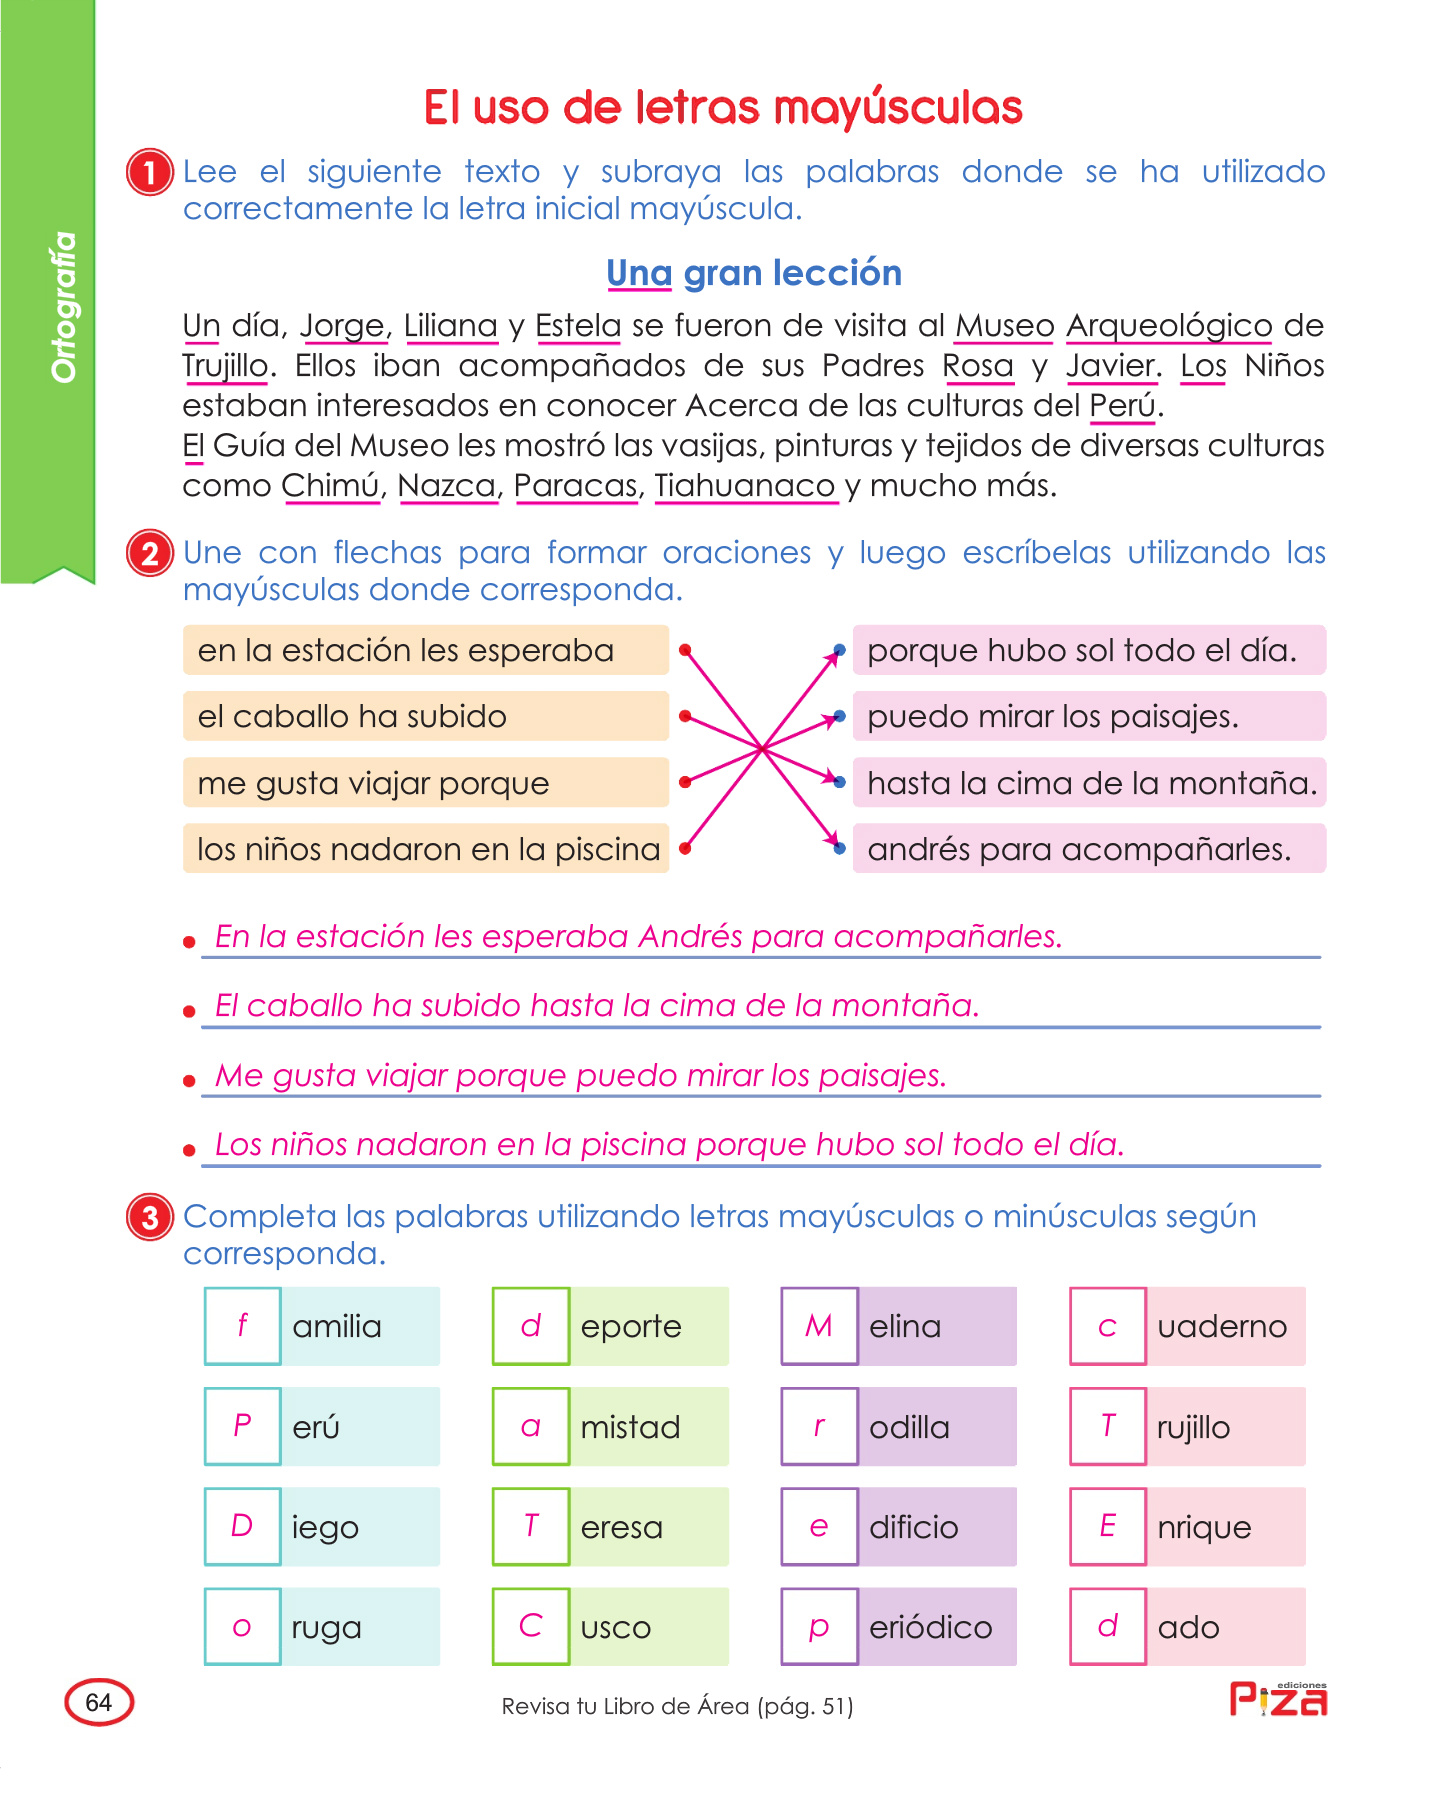 Ortografía
El uso de letras mayúsculas
1 Lee el siguiente texto y subraya las palabras donde se ha utilizado
correctamente la letra inicial mayúscula.
Una gran lección
Un día, Jorge, Liliana y Estela se fueron de visita al Museo Arqueológico de
Trujillo. Ellos iban acompañados de sus Padres Rosa y Javier. Los Niños
estaban interesados en conocer Acerca de las culturas del Perú.
El Guía del Museo les mostró las vasijas, pinturas y tejidos de diversas culturas
como Chimú, Nazca, Paracas, Tiahuanaco y mucho más.
2 Une con flechas para formar oraciones y luego escríbelas utilizando las
mayúsculas donde corresponda.
en la estación les esperaba porque hubo sol todo el día.
el caballo ha subido puedo mirar los paisajes.
me gusta viajar porque hasta la cima de la montaña.
los niños nadaron en la piscina andrés para acompañarles.
En la estación les esperaba Andrés para acompañarles.
El caballo ha subido hasta la cima de la montaña.
Me gusta viajar porque puedo mirar los paisajes.
Los niños nadaron en la piscina porque hubo sol todo el día.
3 Completa las palabras utilizando letras mayúsculas o minúsculas según
corresponda.
f amilia d eporte M elina c uaderno
P erú a mistad r odilla T rujillo
D iego T eresa e dificio E nrique
o ruga C usco p eriódico d ado
64 Revisa tu Libro de Área (pág. 51) ediciones
Piza